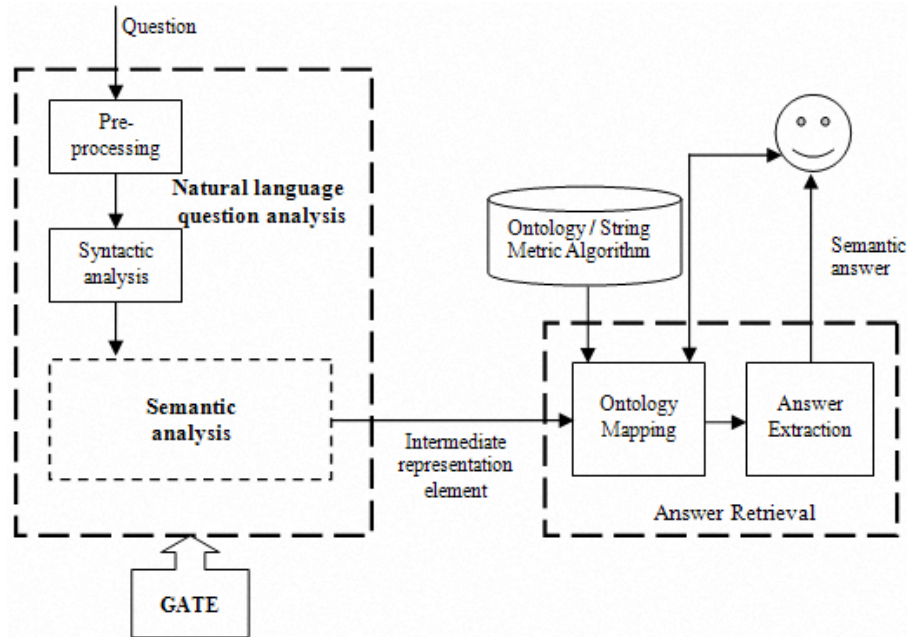 Question
Pre-
processing
Natural language
question analysis
Syntactic
analysis
Semantic
analysis
GATE
Intermediate
representation
element
Ontology / String
Metric Algorithm
Ontology
Mapping
Answer
Extraction
Semantic
answer
Answer Retrieval